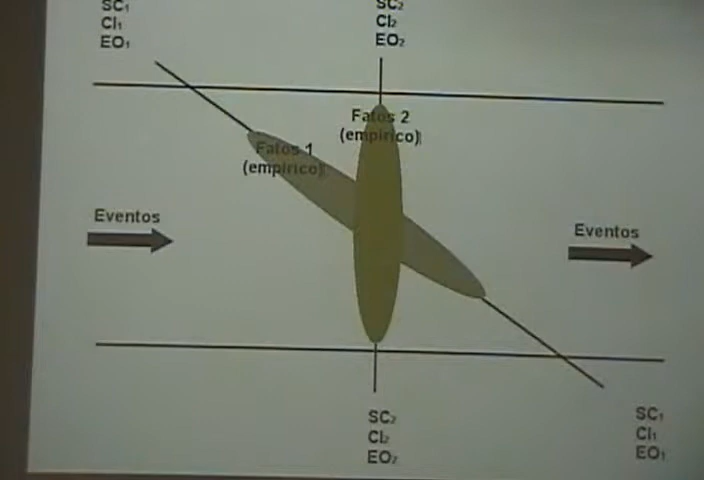 SC₁
CI₁
EO₁
SC₂
CI₂
EO₂
Fatos 1
(empírico)
Fatos 2
(empírico)
Eventos
Eventos
SC₂
CI₂
EO₂
SC₁
CI₁
EO₁